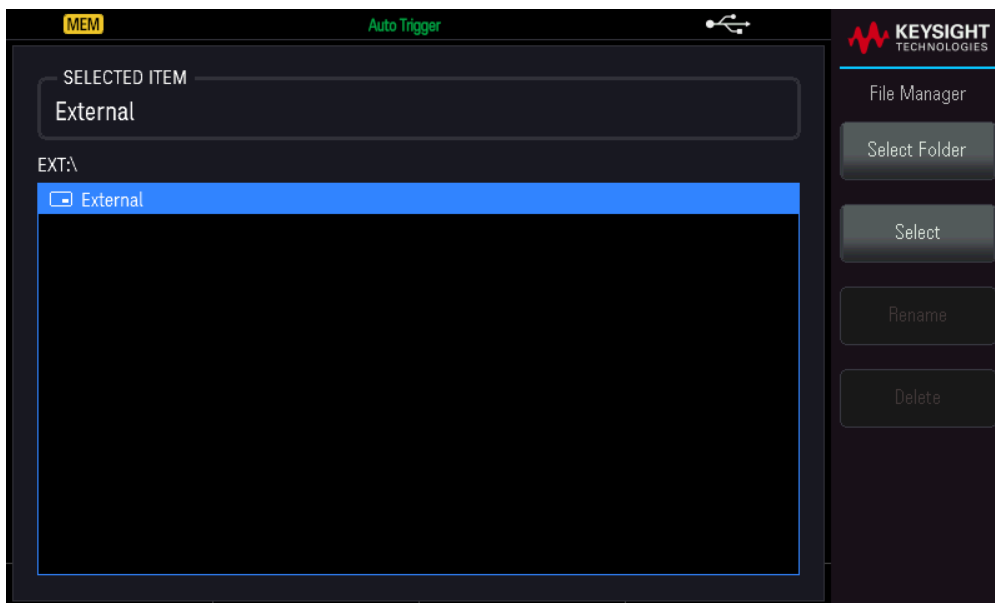 MEM
Auto Trigger
KEYSIGHT
TECHNOLOGIES
SELECTED ITEM
External
EXT:\
External
File Manager
Select Folder
Select
Rename
Delete